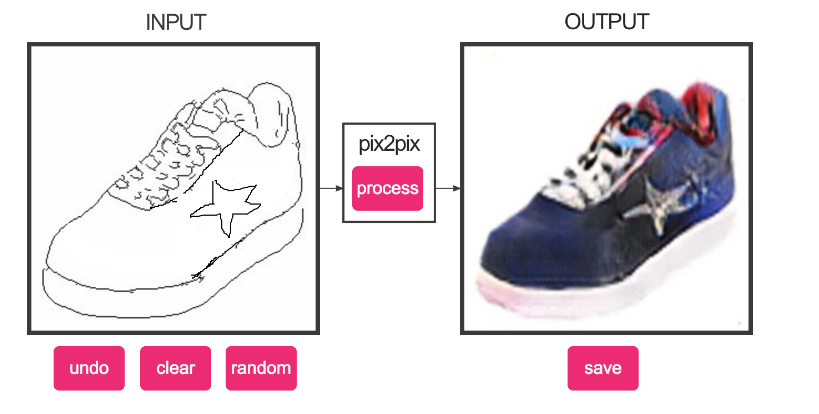 INPUT
OUTPUT
pix2pix
process
undo
clear
random
save